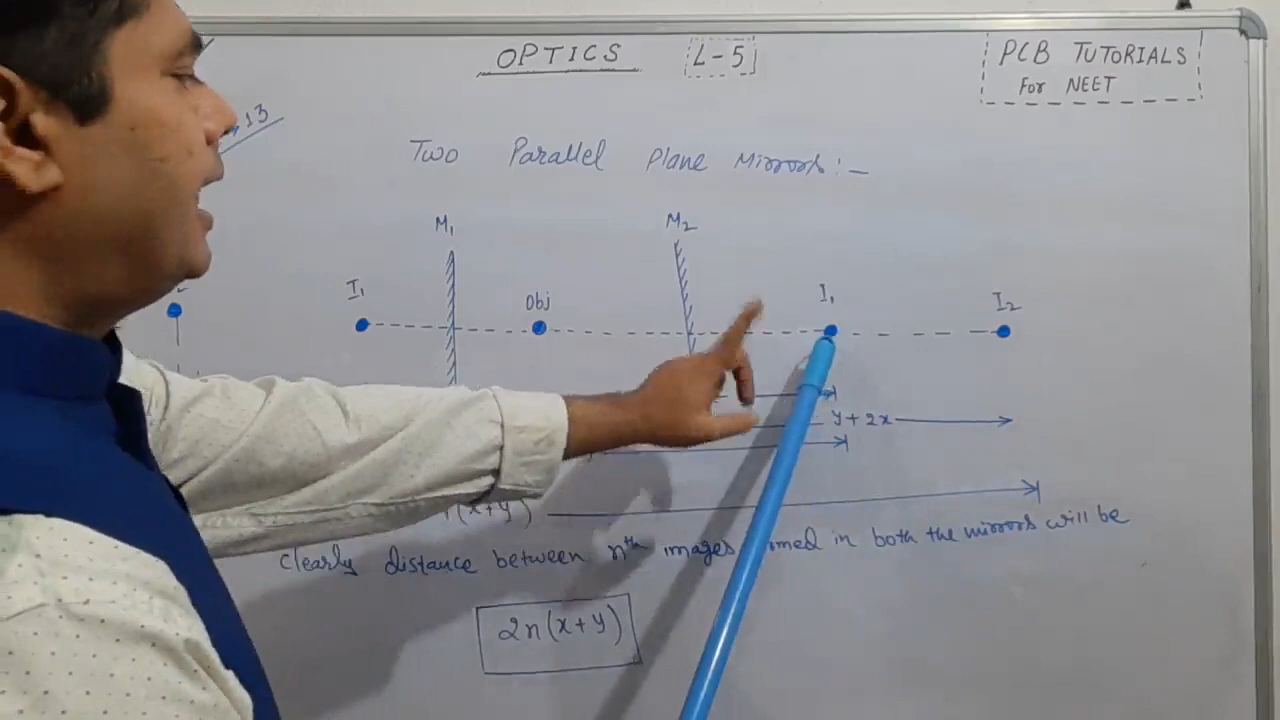 OPTICS L-5
PCB TUTORIALS
For NEET
13
Two Parallel Plane Mirrors:-
M₁ M₂
I₁ Obj I₁ I₂
y+2x
(x+y)
clearly distance between nᵗʰ images in both the mirrors will be
2n(x+y)